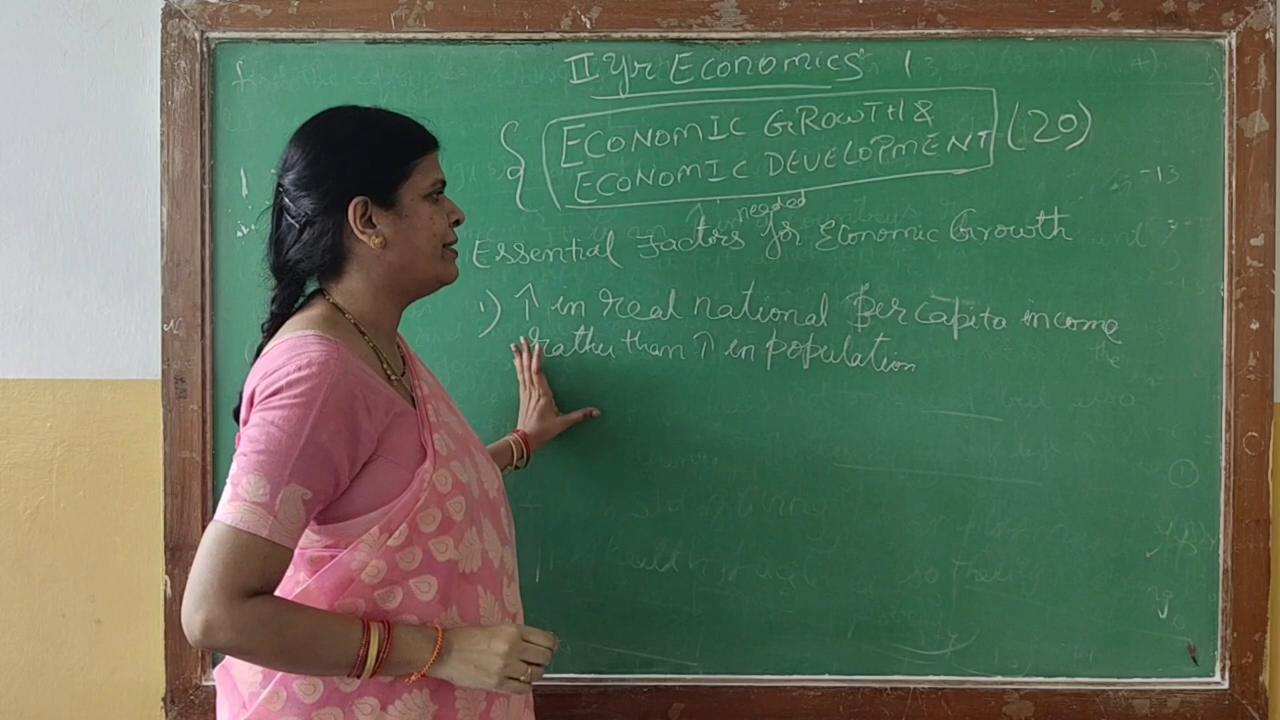 II Yr ECONOMICS
ECONOMIC GROWTH &
ECONOMIC DEVELOPMENT (20)
↑ needed
Essential Factors for Economic Growth
1) ↑ in real national per capita income
rather than ↑ in population